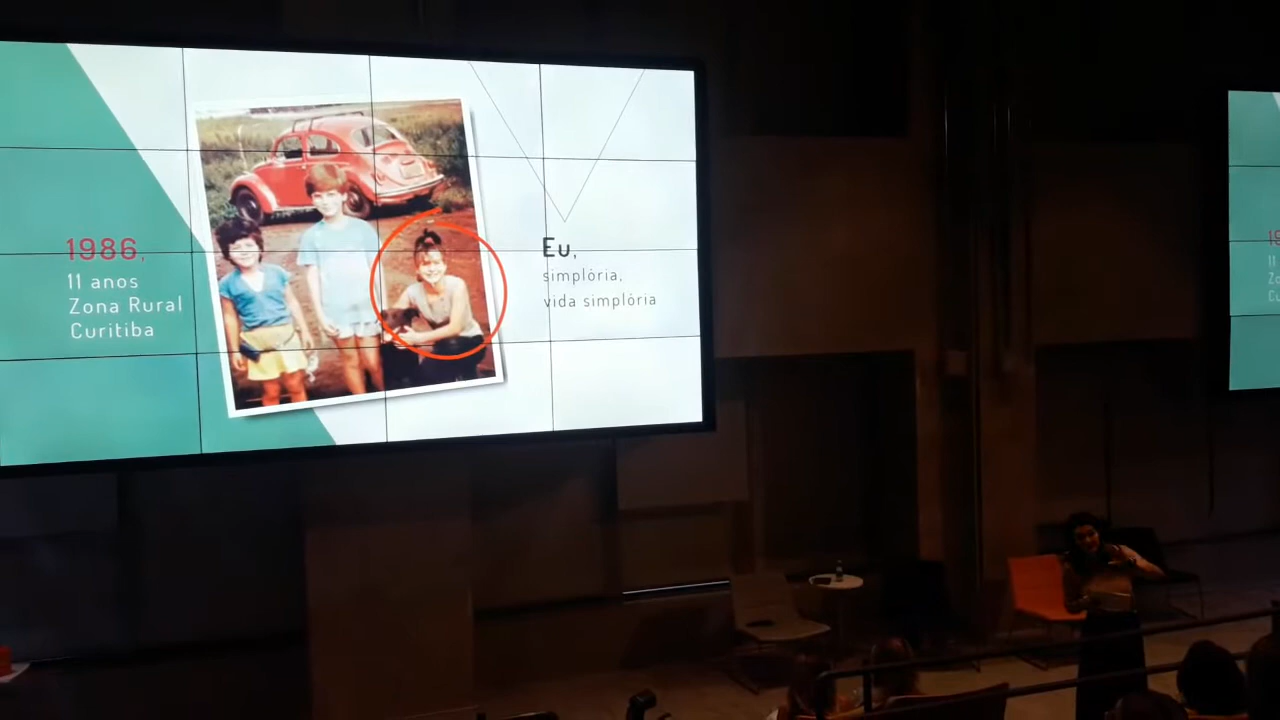 1986,
11 anos
Zona Rural
Curitiba
Eu,
simplória,
vida simplória